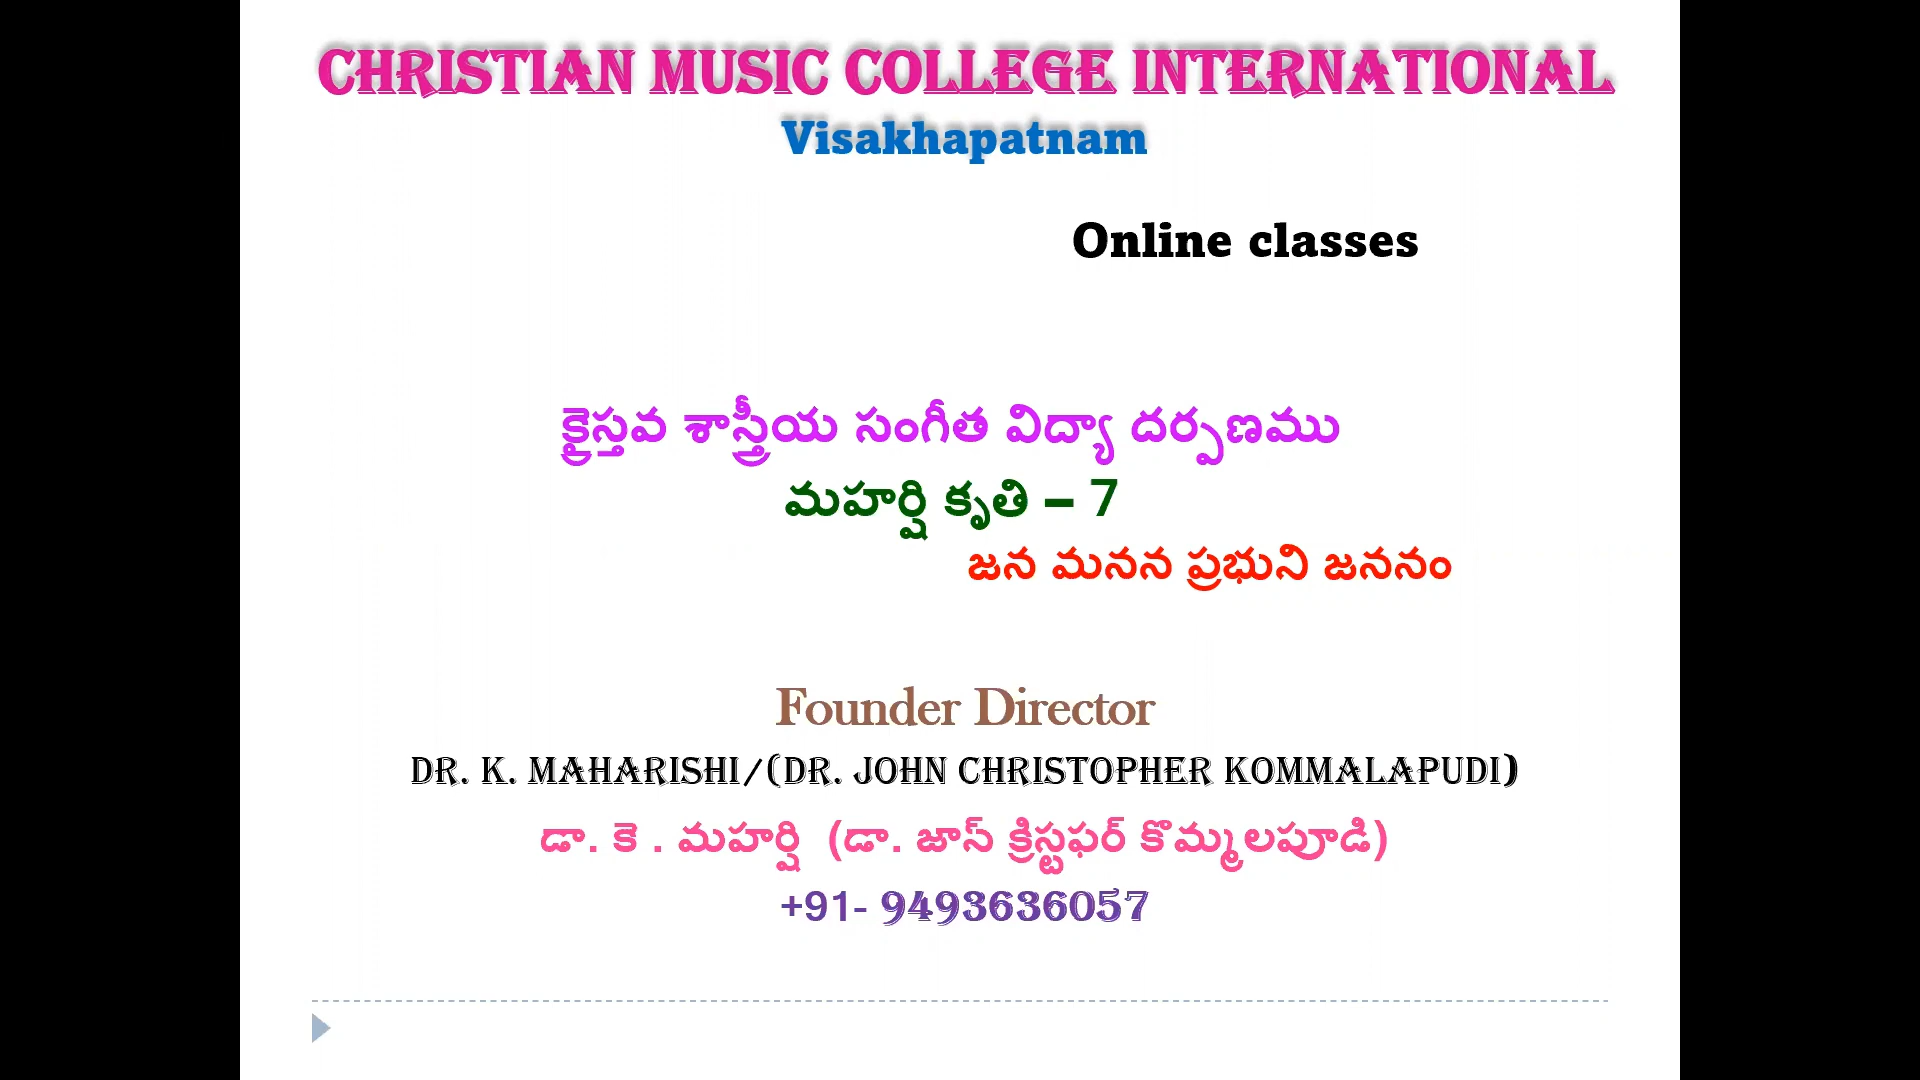 CHRISTIAN MUSIC COLLEGE INTERNATIONAL
Visakhapatnam
Online classes
క్రైస్తవ శాస్త్రీయ సంగీత విద్యా దర్పణము
మహర్షి కృతి – 7
జన మనన ప్రభుని జననం
Founder Director
DR. K. MAHARISHI/(DR. JOHN CHRISTOPHER KOMMALAPUDI)
డా. కె . మహర్షి (డా. జాన్ క్రిస్టఫర్ కొమ్మలపూడి)
+91- 9493636057